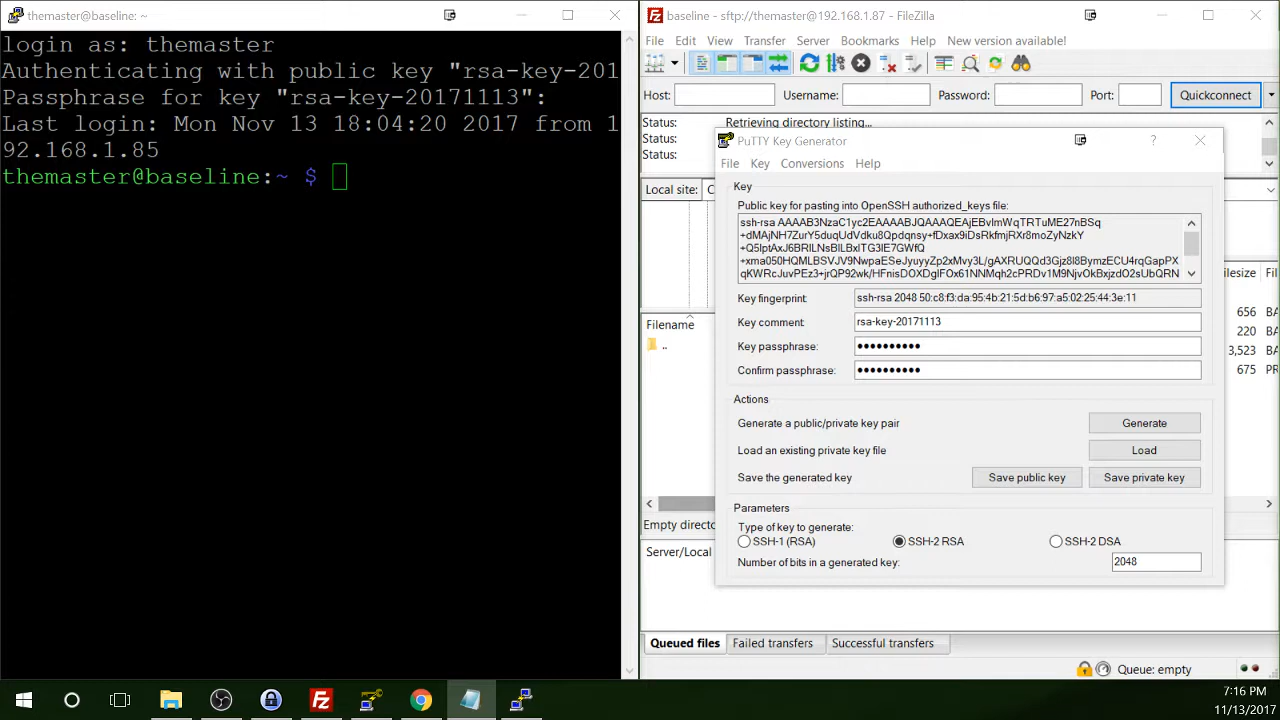 themaster@baseline: ~
login as: themaster
Authenticating with public key "rsa-key-201
Passphrase for key "rsa-key-20171113":
Last login: Mon Nov 13 18:04:20 2017 from 1
92.168.1.85
themaster@baseline:~ $
baseline - sftp://themaster@192.168.1.87 - FileZilla
File Edit View Transfer Server Bookmarks Help New version available!
Host: Username: Password: Port: Quickconnect
Status: Retrieving directory listing...
Status:
Status:
Local site:
Filename
..
Empty directo
Server/Local
filesize
656
220
3,523
675
Queued files Failed transfers Successful transfers
Queue: empty
PuTTY Key Generator
?
File Key Conversions Help
Key
Public key for pasting into OpenSSH authorized_keys file:
Key fingerprint: ssh-rsa 2048 50:c8:f3:da:95:4b:21:5d:b6:97:a5:02:25:44:3e:11
Key comment: rsa-key-20171113
Key passphrase: ●●●●●●●●●●
Confirm passphrase: ●●●●●●●●●●
Actions
Generate a public/private key pair Generate
Load an existing private key file Load
Save the generated key Save public key Save private key
Parameters
Type of key to generate:
SSH-1 (RSA) SSH-2 RSA SSH-2 DSA
Number of bits in a generated key: 2048
7:16 PM
11/13/2017